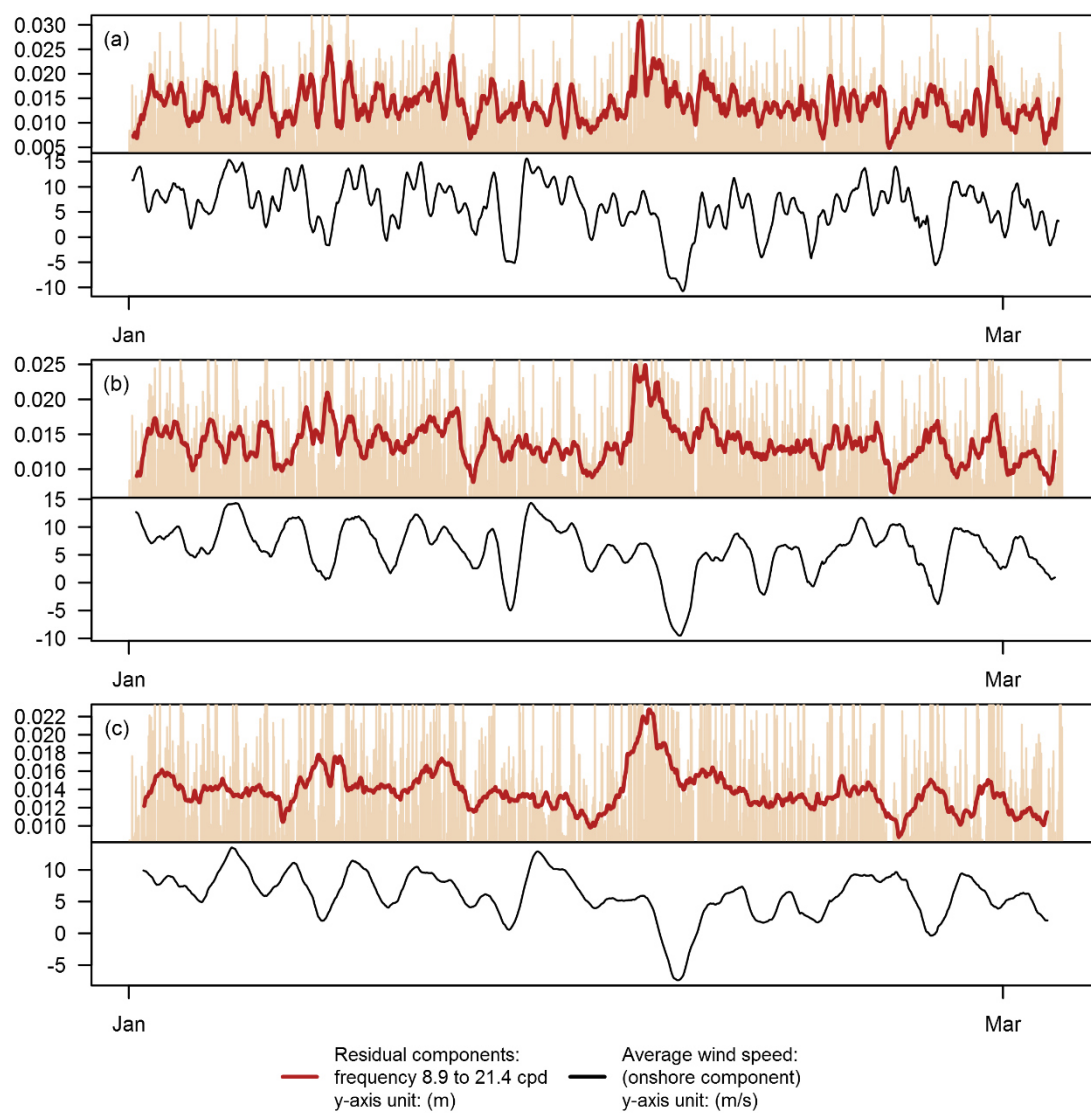 0.030
(a)
0.025
0.020
0.015
0.010
0.005
15
10
5
0
-5
-10
Jan Mar
0.025
(b)
0.020
0.015
0.010
15
10
5
0
-5
-10
Jan Mar
0.022
(c)
0.018
0.016
0.014
0.012
0.010
10
5
0
-5
Jan Mar
Residual components:
frequency 8.9 to 21.4 cpd
y-axis unit: (m)
Average wind speed:
(onshore component)
y-axis unit: (m/s)